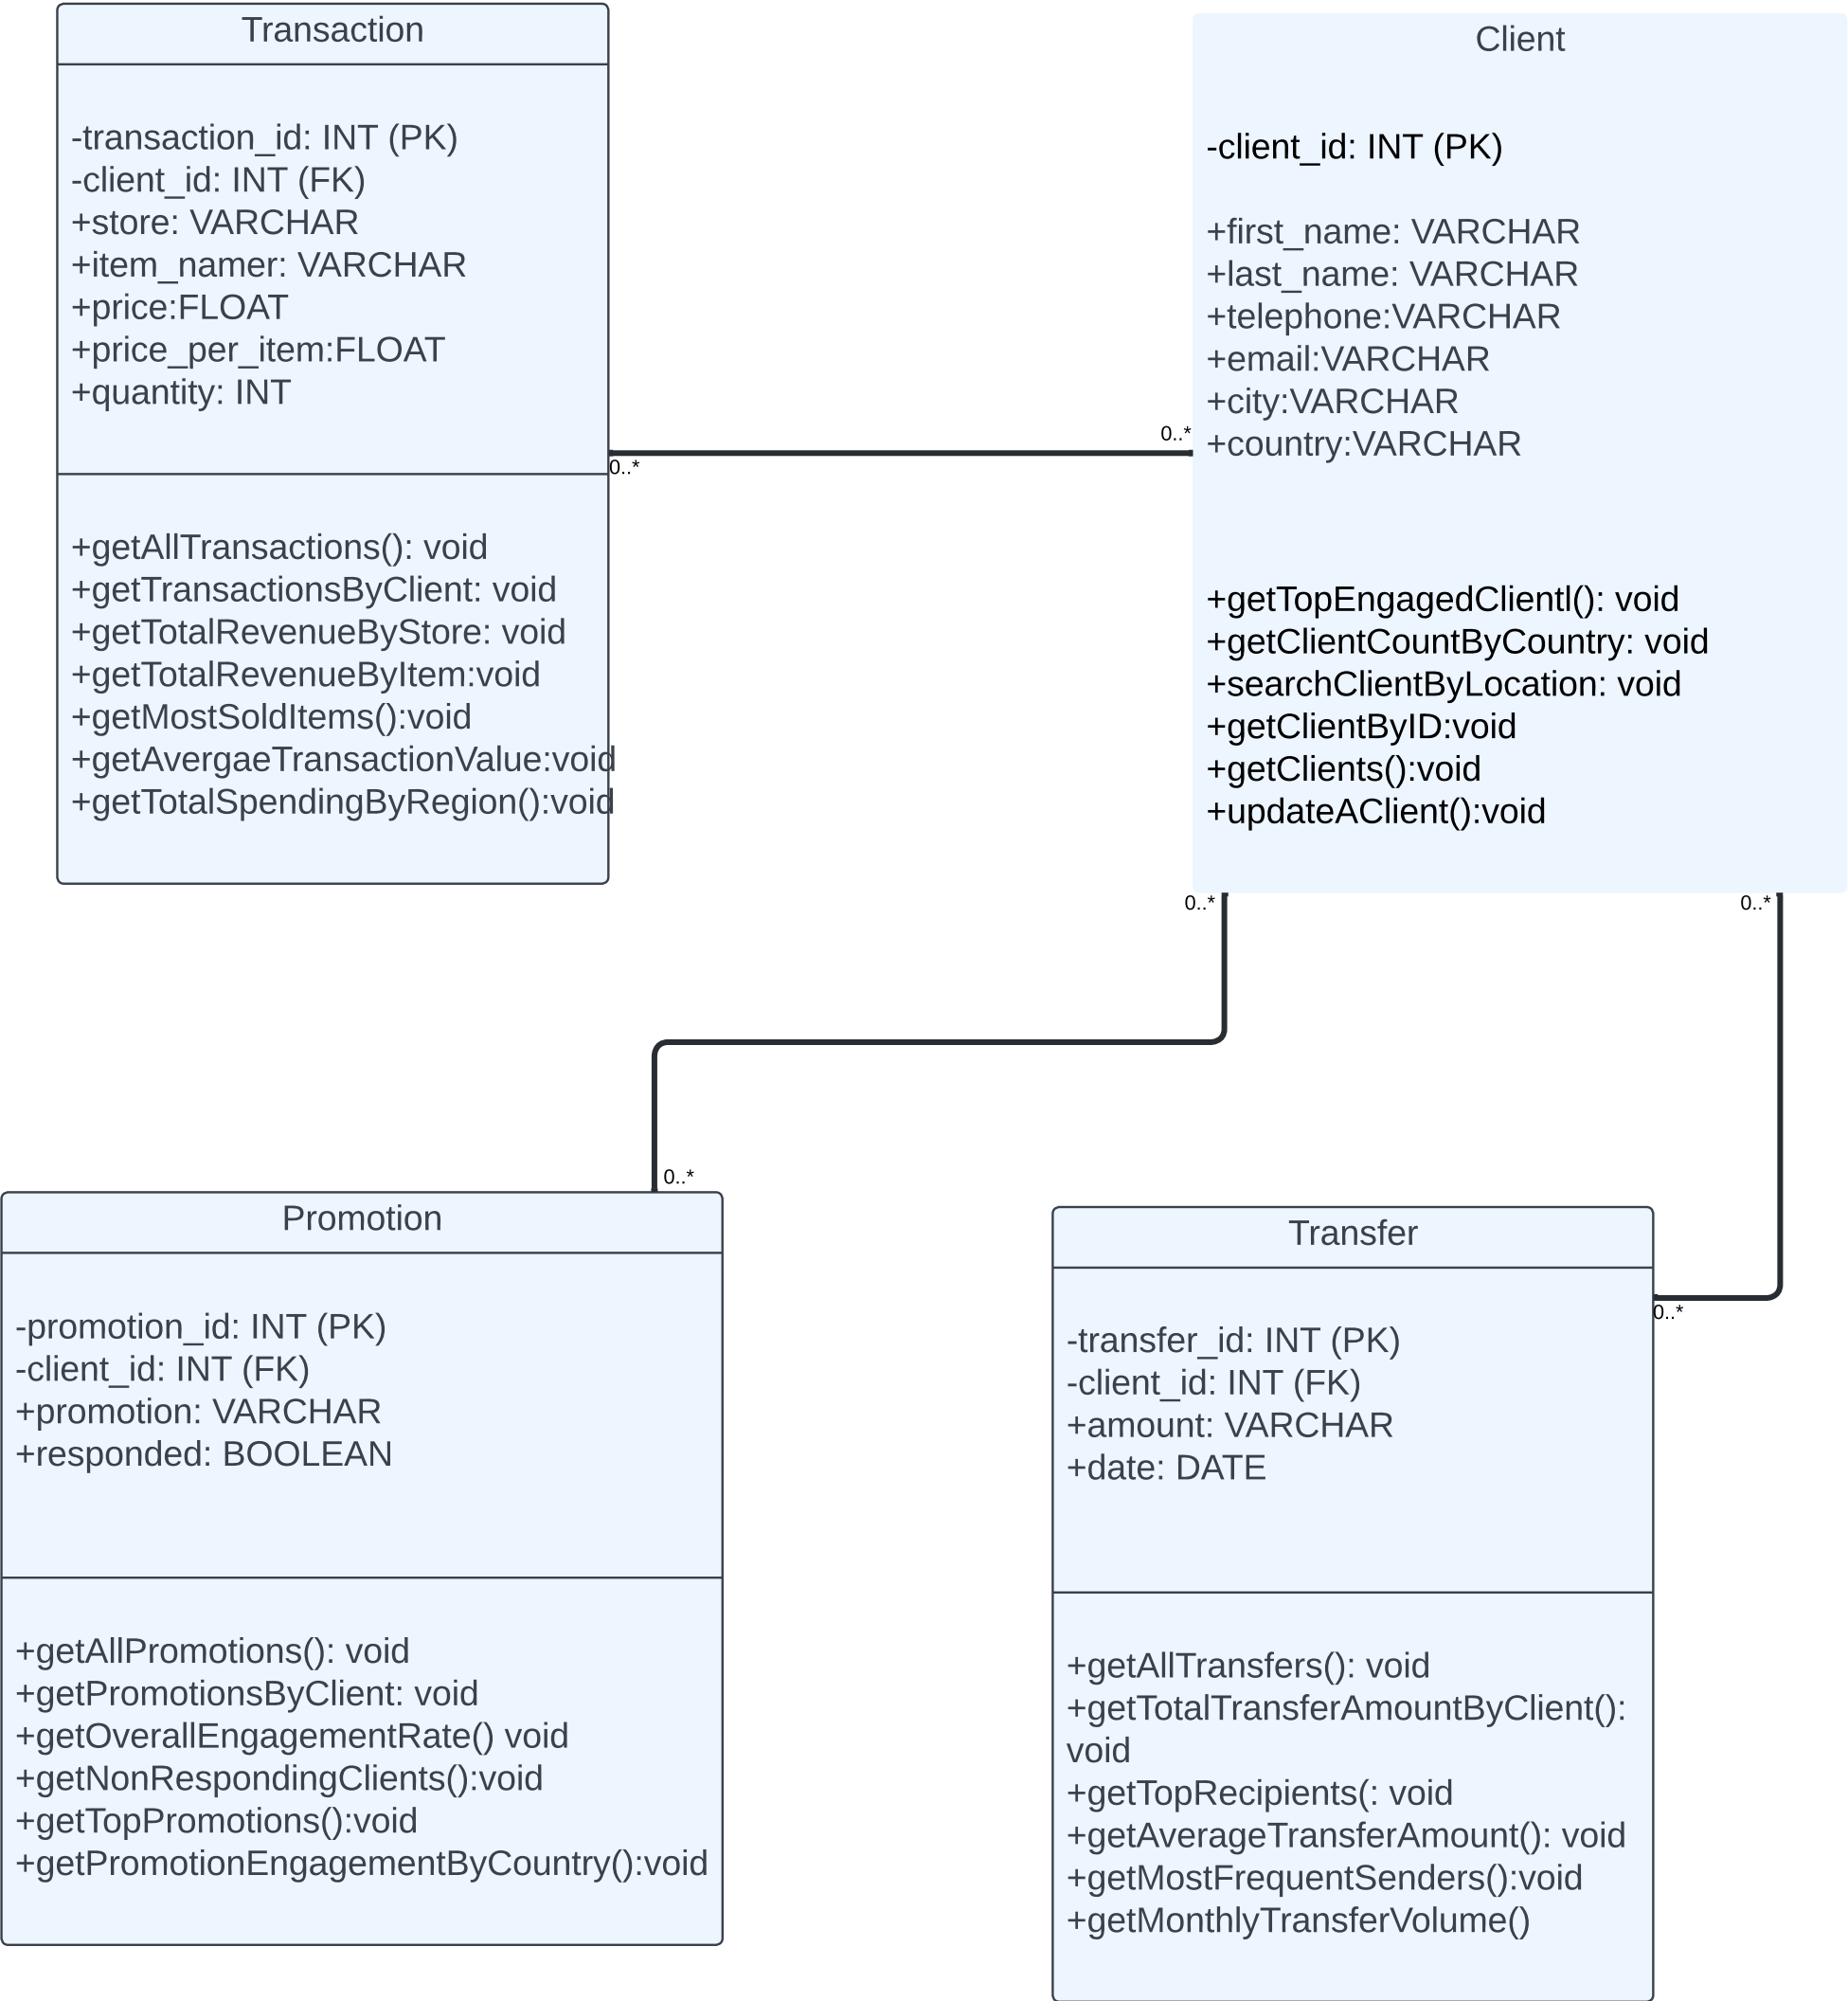 Transaction
-transaction_id: INT (PK)
-client_id: INT (FK)
+store: VARCHAR
+item_namer: VARCHAR
+price:FLOAT
+price_per_item:FLOAT
+quantity: INT
+getAllTransactions(): void
+getTransactionsByClient: void
+getTotalRevenueByStore: void
+getTotalRevenueByItem:void
+getMostSoldItems():void
+getAvergaeTransactionValue:void
+getTotalSpendingByRegion():void
0..*
0..*
Client
-client_id: INT (PK)
+first_name: VARCHAR
+last_name: VARCHAR
+telephone:VARCHAR
+email:VARCHAR
+city:VARCHAR
+country:VARCHAR
+getTopEngagedClientl(): void
+getClientCountByCountry: void
+searchClientByLocation: void
+getClientByID:void
+getClients():void
+updateAClient():void
0..*
0..*
0..*
Promotion
-promotion_id: INT (PK)
-client_id: INT (FK)
+promotion: VARCHAR
+responded: BOOLEAN
+getAllPromotions(): void
+getPromotionsByClient: void
+getOverallEngagementRate() void
+getNonRespondingClients():void
+getTopPromotions():void
+getPromotionEngagementByCountry():void
Transfer
0..*
-transfer_id: INT (PK)
-client_id: INT (FK)
+amount: VARCHAR
+date: DATE
+getAllTransfers(): void
+getTotalTransferAmountByClient():
void
+getTopRecipients(: void
+getAverageTransferAmount(): void
+getMostFrequentSenders():void
+getMonthlyTransferVolume()